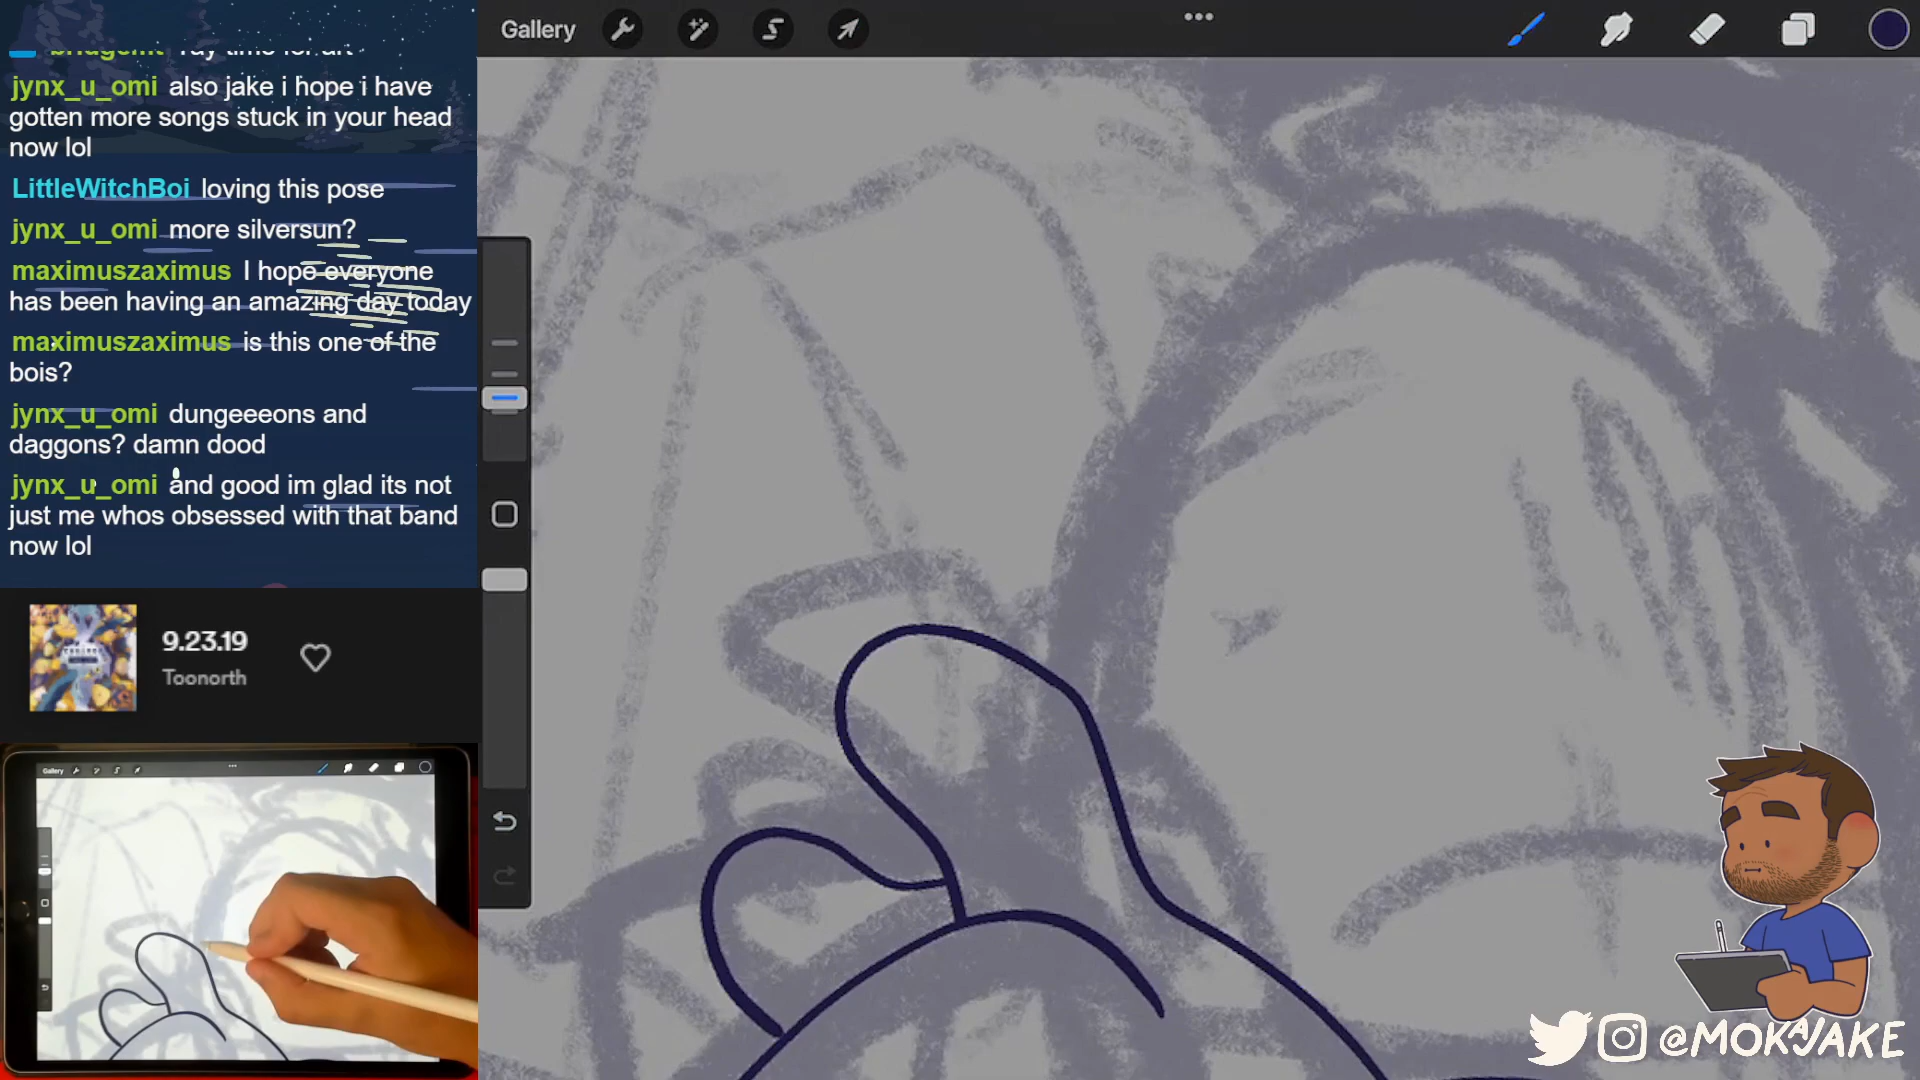 Gallery
jynx_u_omi also jake i hope i have
gotten more songs stuck in your head
now lol
LittleWitchBoi loving this pose
jynx_u_omi more silversun?
maximuszaximus I hope everyone
has been having an amazing day today
maximuszaximus is this one of the
bois?
jynx_u_omi dungeeeons and
daggons? damn dood
jynx_u_omi and good im glad its not
just me whos obsessed with that band
now lol
9.23.19
Toonorth
Gallery
@MOKAJAKE